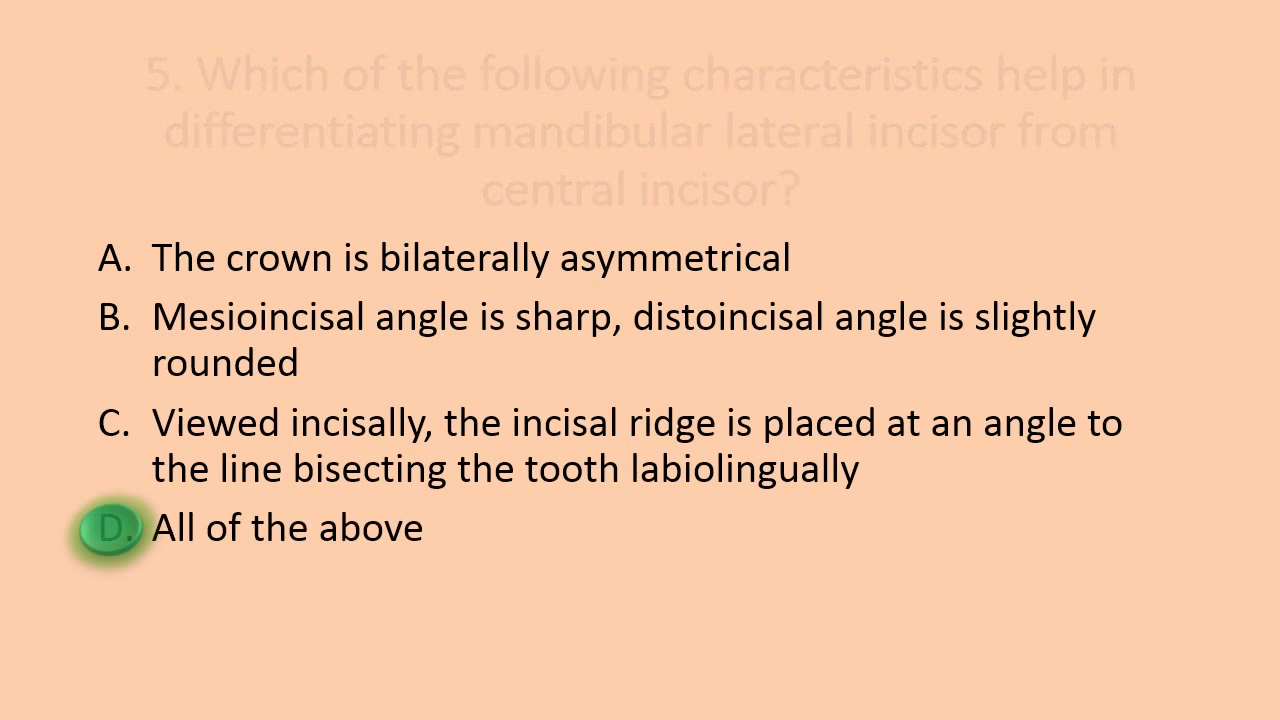 5. Which of the following characteristics help in
differentiating mandibular lateral incisor from
central incisor?
A. The crown is bilaterally asymmetrical
B. Mesioincisal angle is sharp, distoincisal angle is slightly
rounded
C. Viewed incisally, the incisal ridge is placed at an angle to
the line bisecting the tooth labiolingually
D. All of the above